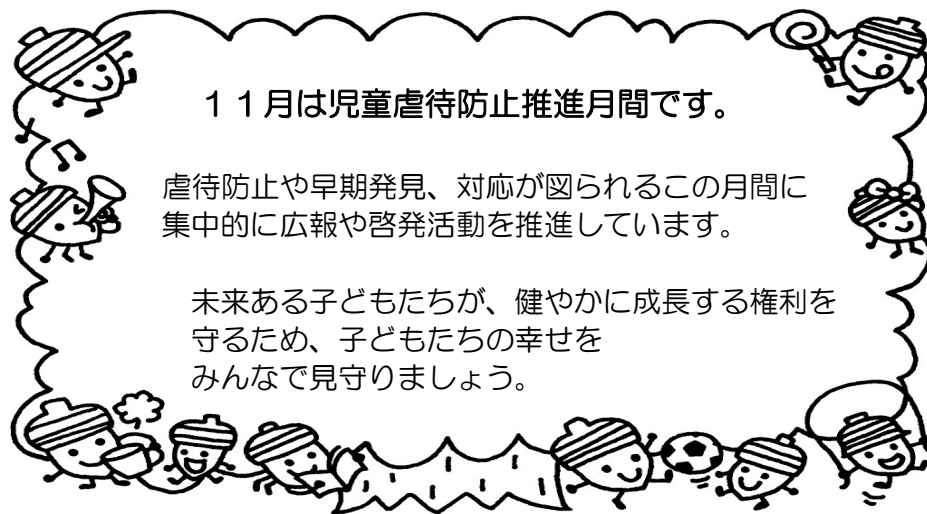 １１月は児童虐待防止推進月間です。
虐待防止や早期発見、対応が図られるこの月間に
集中的に広報や啓発活動を推進しています。
未来ある子どもたちが、健やかに成長する権利を
守るため、子どもたちの幸せを
みんなで見守りましょう。